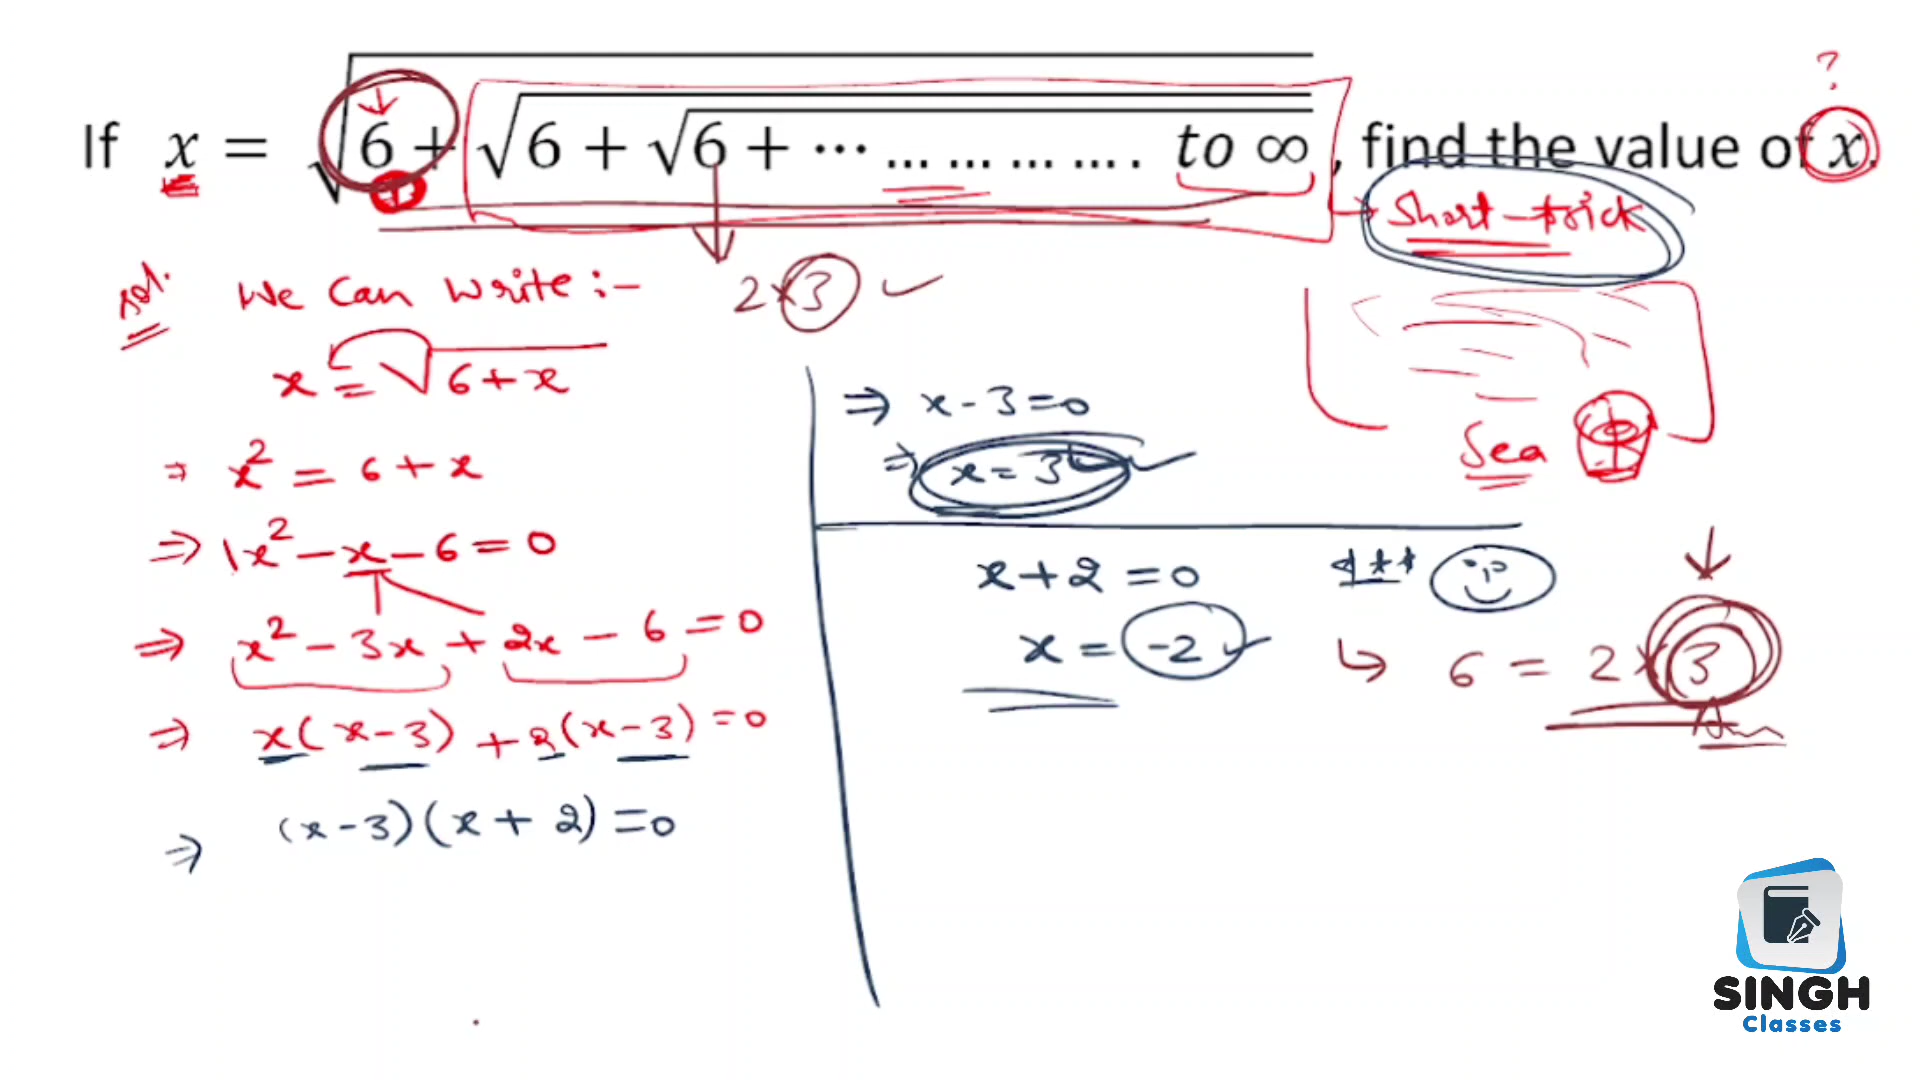 If x = √6 + √6 + √6 + ⋯ ... ... ... .... to ∞, find the value of x.
?
Short-trick
Sol.
We Can Write :-
2×3 ✓
x = √6+x
⇒ x² = 6+x
⇒ 1x² - x - 6 = 0
⇒ x² - 3x + 2x - 6 = 0
⇒ x(x-3) + 2(x-3) = 0
⇒ (x-3)(x+2) = 0
⇒ x-3=0
⇒ x=3 ✓
x+2=0
x = -2
Sea
6 = 2×3
Ans
SINGH
Classes